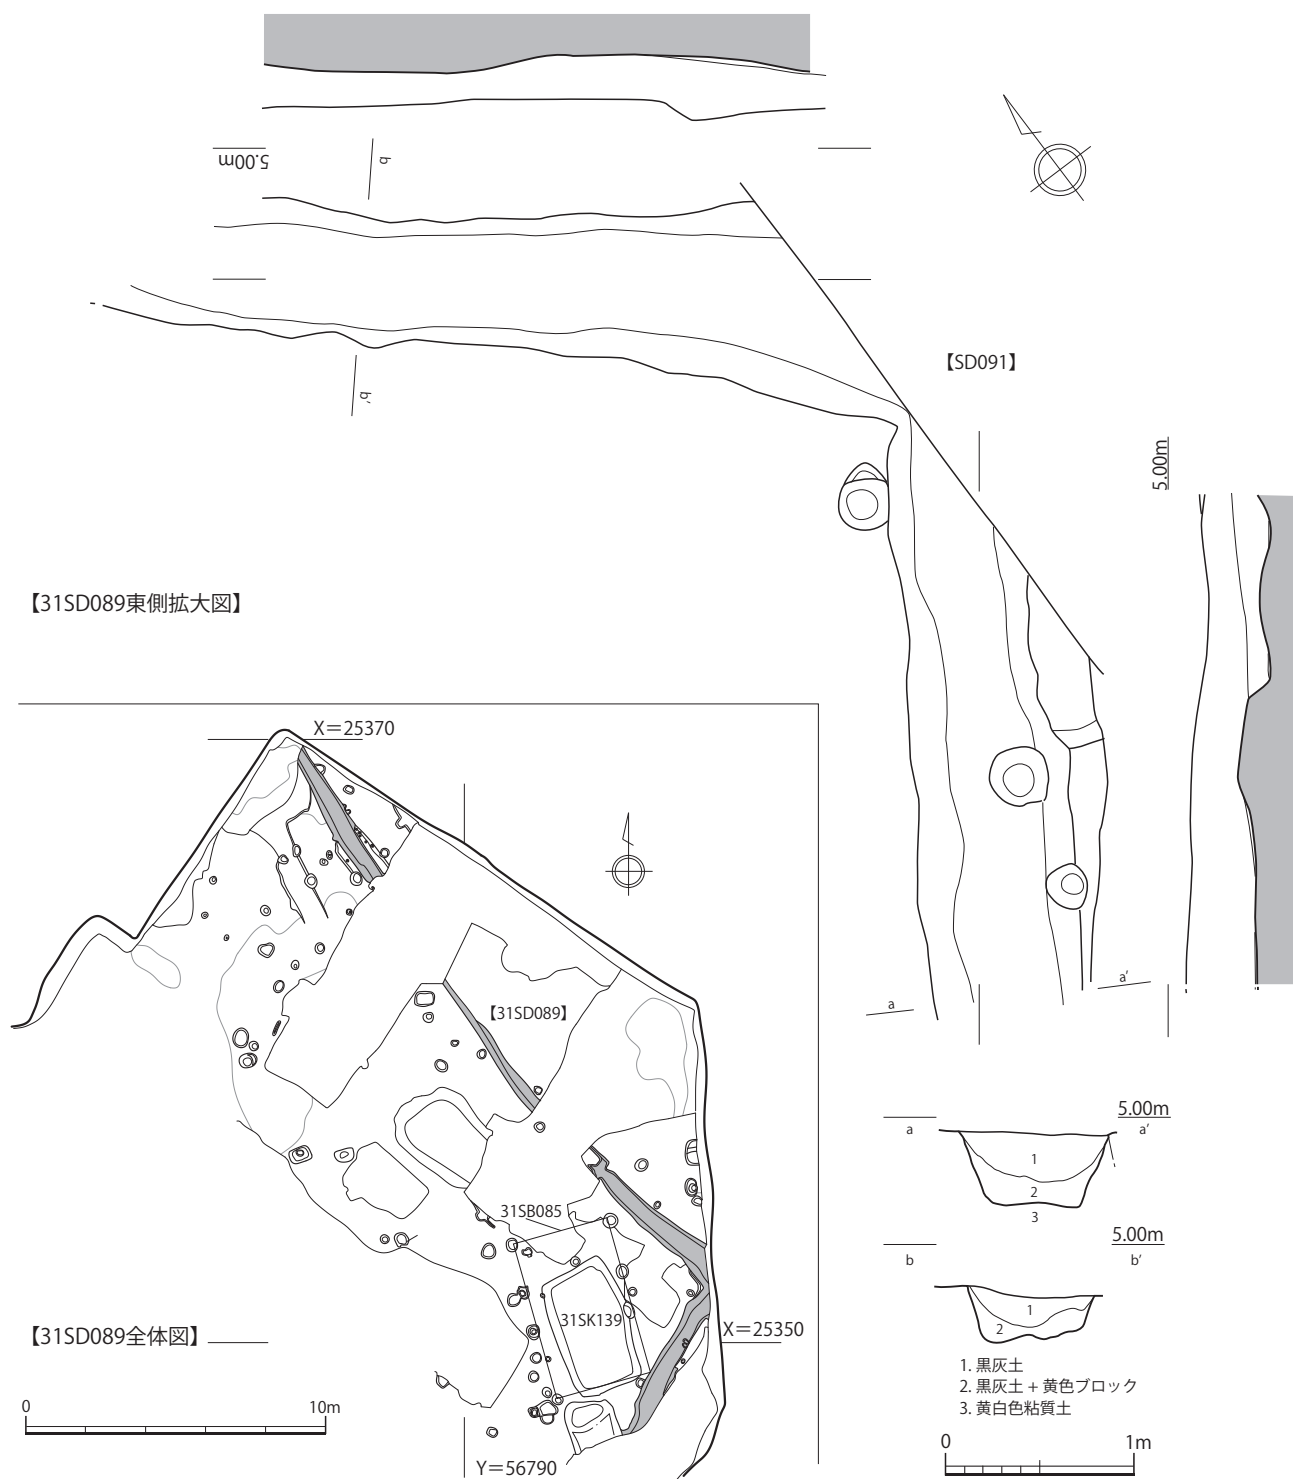 5.00m
b
b'
【SD091】
5.00m
【31SD089東側拡大図】
X＝25370
【31SD089】
a
a'
5.00m
a
a'
1
2
3
31SB085
5.00m
b
b'
1
2
31SK139
【31SD089全体図】
X＝25350
1. 黒灰土
2. 黒灰土 + 黄色ブロック
3. 黄白色粘質土
0
10m
0
1m
Y＝56790